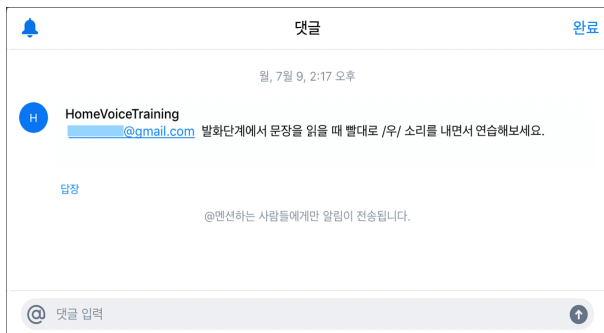 댓글
완료
월, 7월 9, 2:17 오후
H
HomeVoiceTraining
@gmail.com 발화단계에서 문장을 읽을 때 빨대로 /우/ 소리를 내면서 연습해보세요.
답장
@멘션하는 사람들에게만 알림이 전송됩니다.
@ 댓글 입력